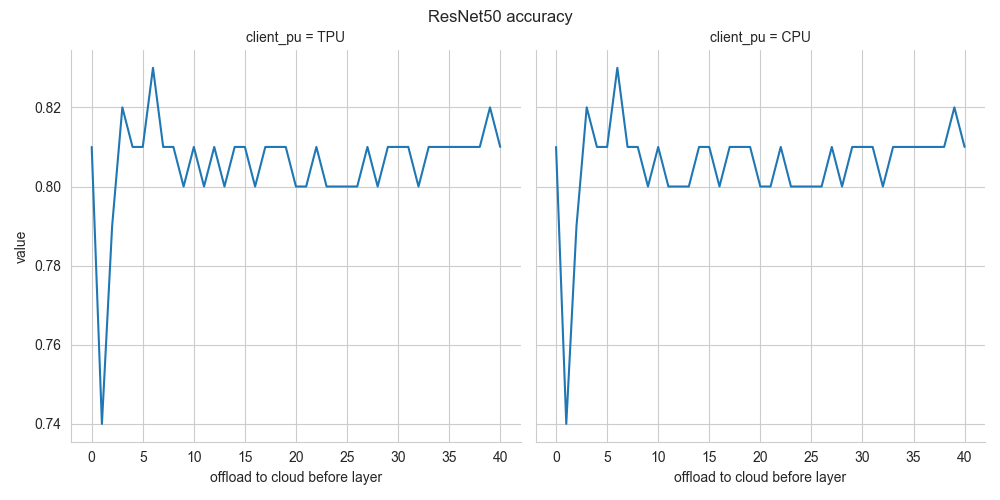 ResNet50 accuracy
client_pu = TPU
client_pu = CPU
value
0.82
0.80
0.78
0.76
0.74
0 5 10 15 20 25 30 35 40
0 5 10 15 20 25 30 35 40
offload to cloud before layer
offload to cloud before layer